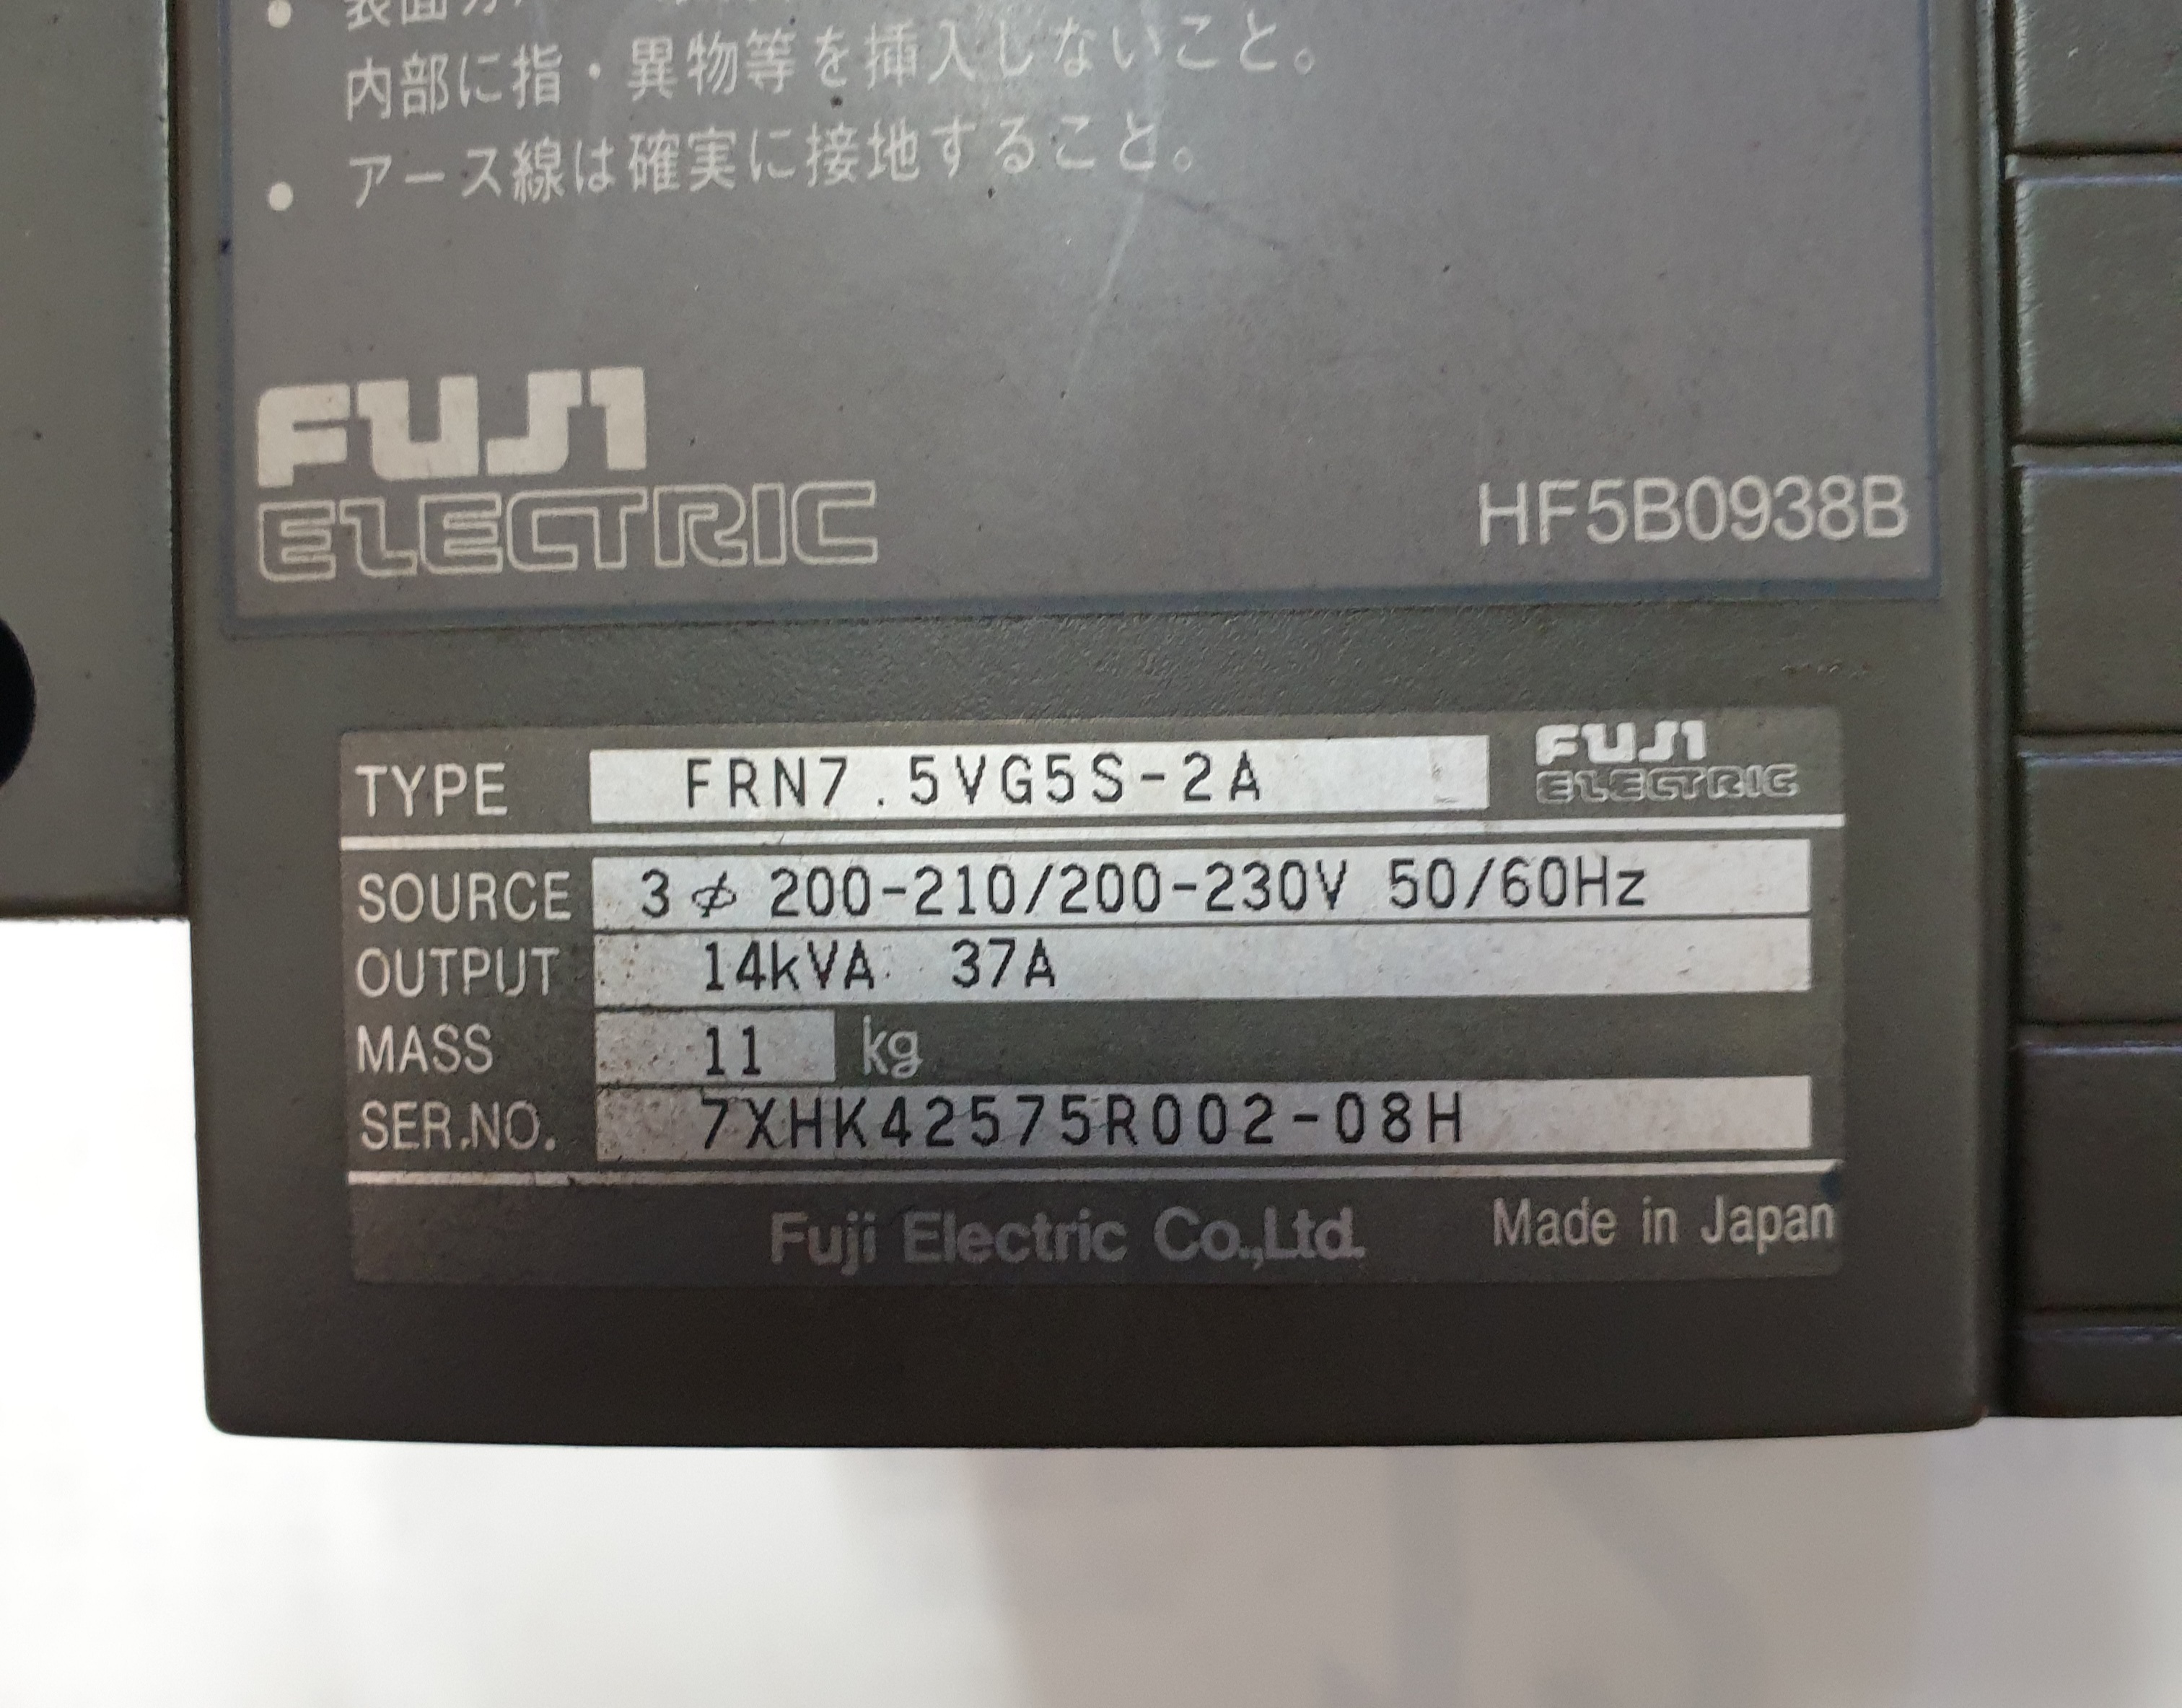 内部に指・異物等を挿入しないこと。
● アース線は確実に接地すること。
FUJI
ELECTRIC
HF5B0938B
TYPE FRN7.5VG5S-2A
FUJI
ELECTRIC
SOURCE 3φ 200-210/200-230V 50/60Hz
OUTPUT 14kVA 37A
MASS 11 kg
SER.NO. 7XHK42575R002-08H
Fuji Electric Co.,Ltd. Made in Japan